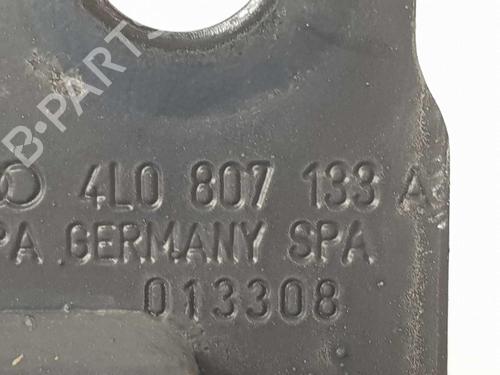 B-PARTS
4L0 807 133 A
PA GERMANY SPA
013308